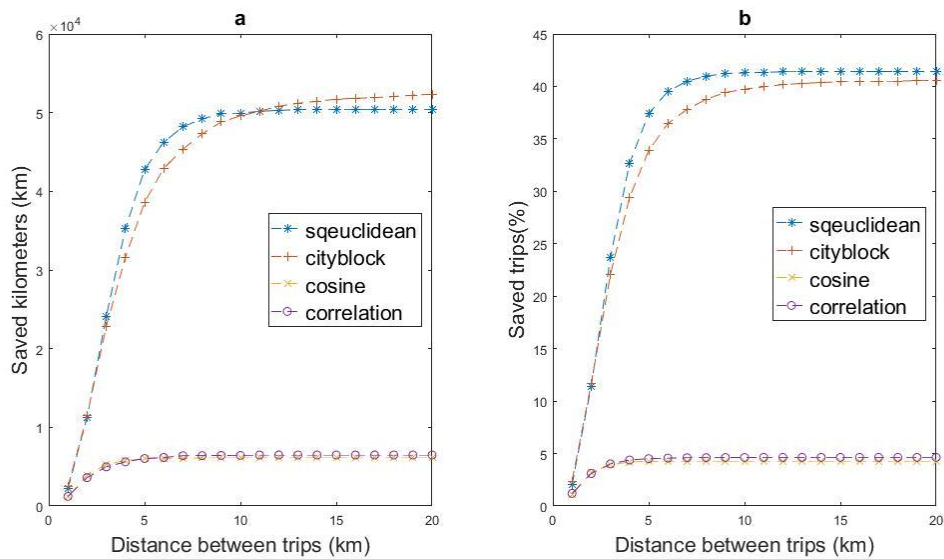 a
×10⁴
6
5
4
3
2
1
0
0 5 10 15 20
Saved kilometers (km)
Distance between trips (km)
sqeuclidean
cityblock
cosine
correlation
b
45
40
35
30
25
20
15
10
5
0
0 5 10 15 20
Saved trips(%)
Distance between trips (km)
sqeuclidean
cityblock
cosine
correlation